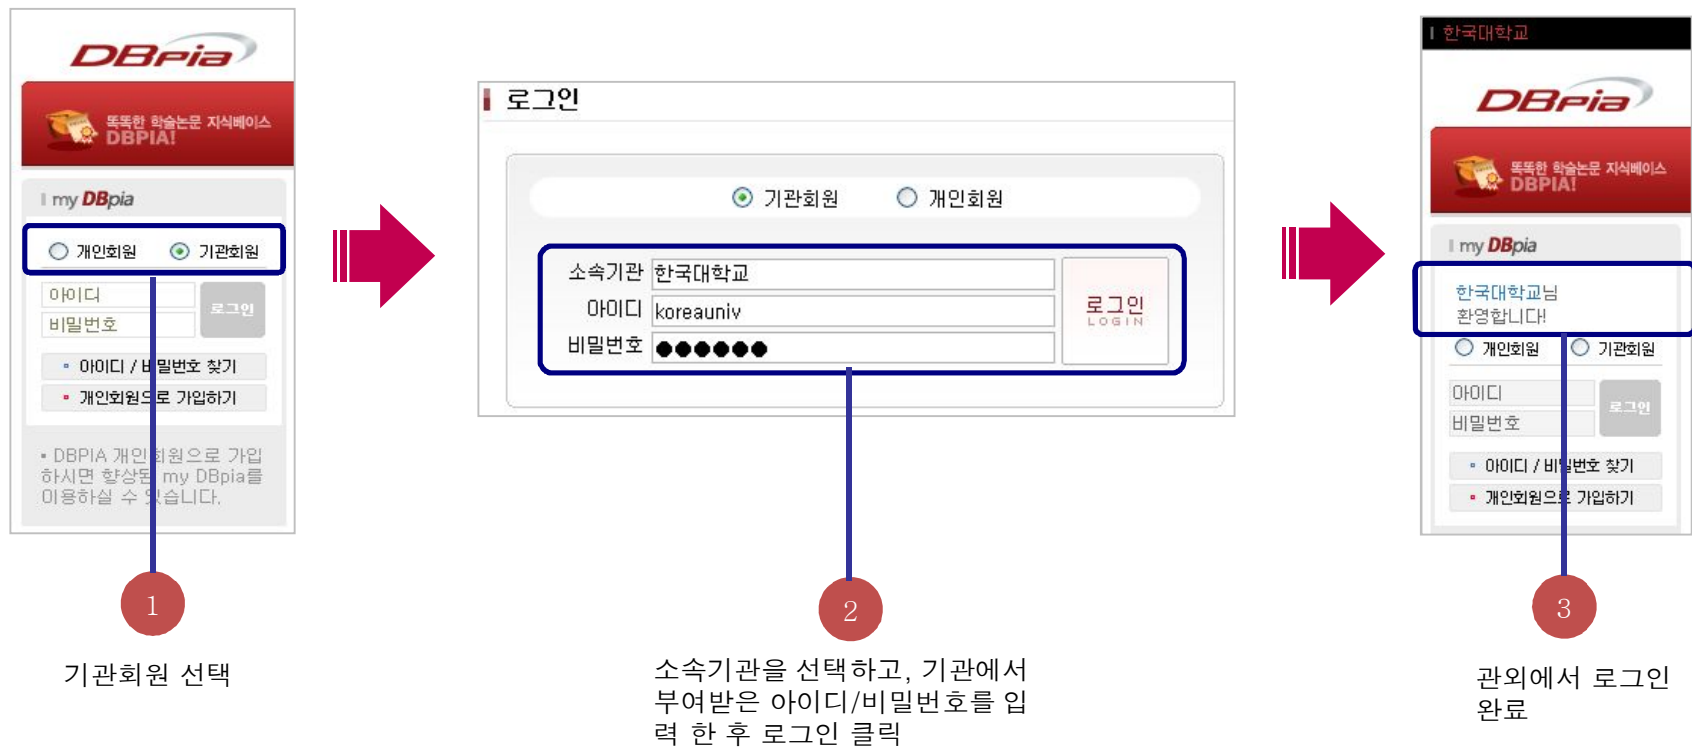 DBpia
똑똑한 학술논문 지식베이스
DBPIA!
my DBpia
개인회원 기관회원
아이디
비밀번호
로그인
아이디 / 비밀번호 찾기
개인회원으로 가입하기
DBPIA 개인회원으로 가입
하시면 향상된 my DBpia를
이용하실 수 있습니다.
1
기관회원 선택
로그인
기관회원 개인회원
소속기관 한국대학교
아이디 koreauniv
비밀번호 ●●●●●●
로그인
LOGIN
2
소속기관을 선택하고, 기관에서
부여받은 아이디/비밀번호를 입
력 한 후 로그인 클릭
한국대학교
DBpia
똑똑한 학술논문 지식베이스
DBPIA!
my DBpia
한국대학교님
환영합니다!
개인회원 기관회원
아이디
비밀번호
로그인
아이디 / 비밀번호 찾기
개인회원으로 가입하기
3
관외에서 로그인
완료